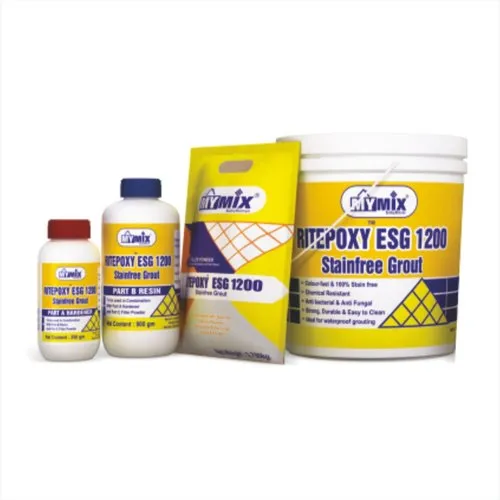 MYMIX
RITEPOXY ESG 1200
Stainfree Grout
PART A HARDENER
MYMIX
RITEPOXY ESG 1200
Stainfree Grout
PART B RESIN
Net Content : 900 gm
MYMIX
EPOXY ESG 1200
Stainfree Grout
MYMIX
TM
RITEPOXY ESG 1200
Stainfree Grout
• Colour-fast & 100% Stain free
• Chemical Resistant
• Anti bacterial & Anti Fungal
• Strong, Durable & Easy to Clean
• Ideal for waterproof grouting